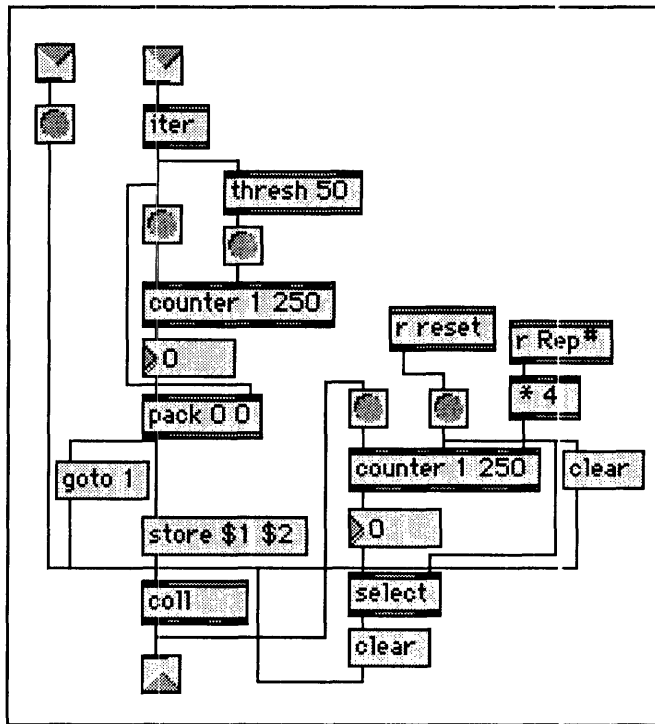 iter
thresh 50
counter 1 250
r reset
r Rep#
0
* 4
pack 0 0
goto 1
counter 1 250
clear
store $1 $2
0
coll
select
clear